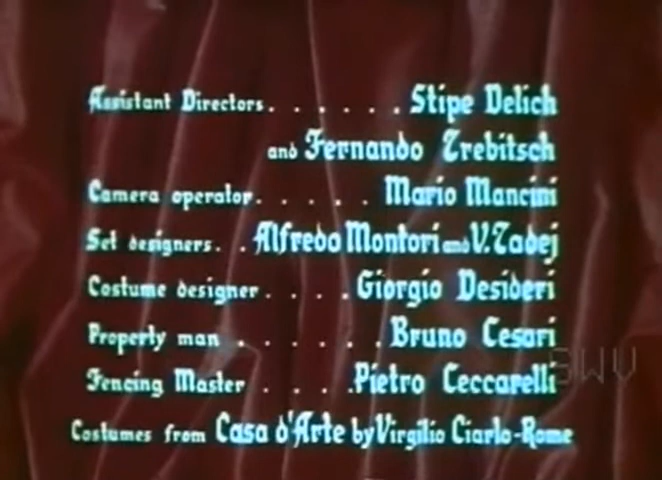 Assistant Directors. . . . . . Stipe Delich
and Fernando Trebitsch
Camera operator. . . . . Mario Mancini
Set designers. . Alfredo Montori and V. Tadej
Costume designer . . . . Giorgio Desideri
Property man . . . . . . Bruno Cesari
Fencing Master . . . .Pietro Ceccarelli
SWV
Costumes from Casa d'Arte by Virgilio Ciarlo-Rome